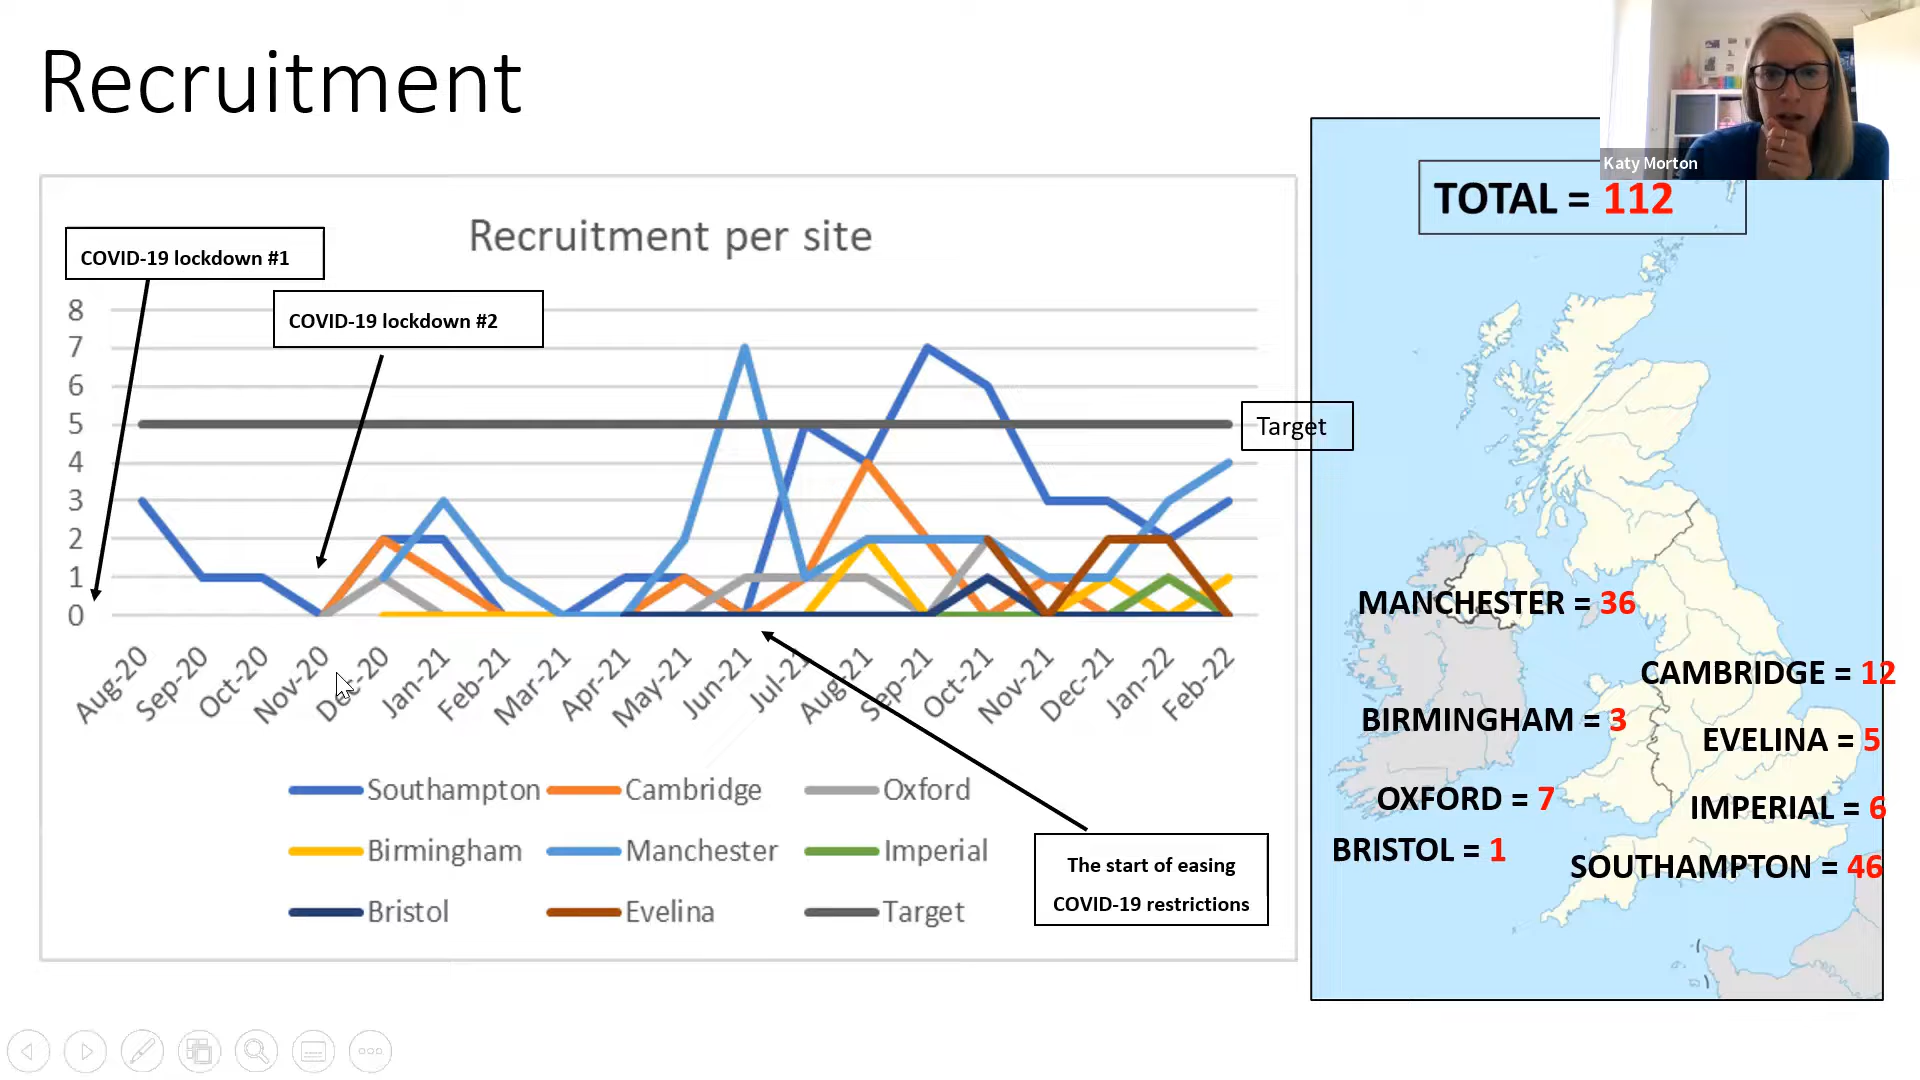 Recruitment
Katy Morton
TOTAL = 112
Recruitment per site
COVID-19 lockdown #1
COVID-19 lockdown #2
8
7
6
5
4
3
2
1
0
Target
Aug-20
Sep-20
Oct-20
Nov-20
Dec-20
Jan-21
Feb-21
Mar-21
Apr-21
May-21
Jun-21
Jul-21
Aug-21
Sep-21
Oct-21
Nov-21
Dec-21
Jan-22
Feb-22
Southampton Cambridge Oxford
Birmingham Manchester Imperial
Bristol Evelina Target
The start of easing
COVID-19 restrictions
MANCHESTER = 36
CAMBRIDGE = 12
BIRMINGHAM = 3
EVELINA = 5
OXFORD = 7
IMPERIAL = 6
BRISTOL = 1
SOUTHAMPTON = 46